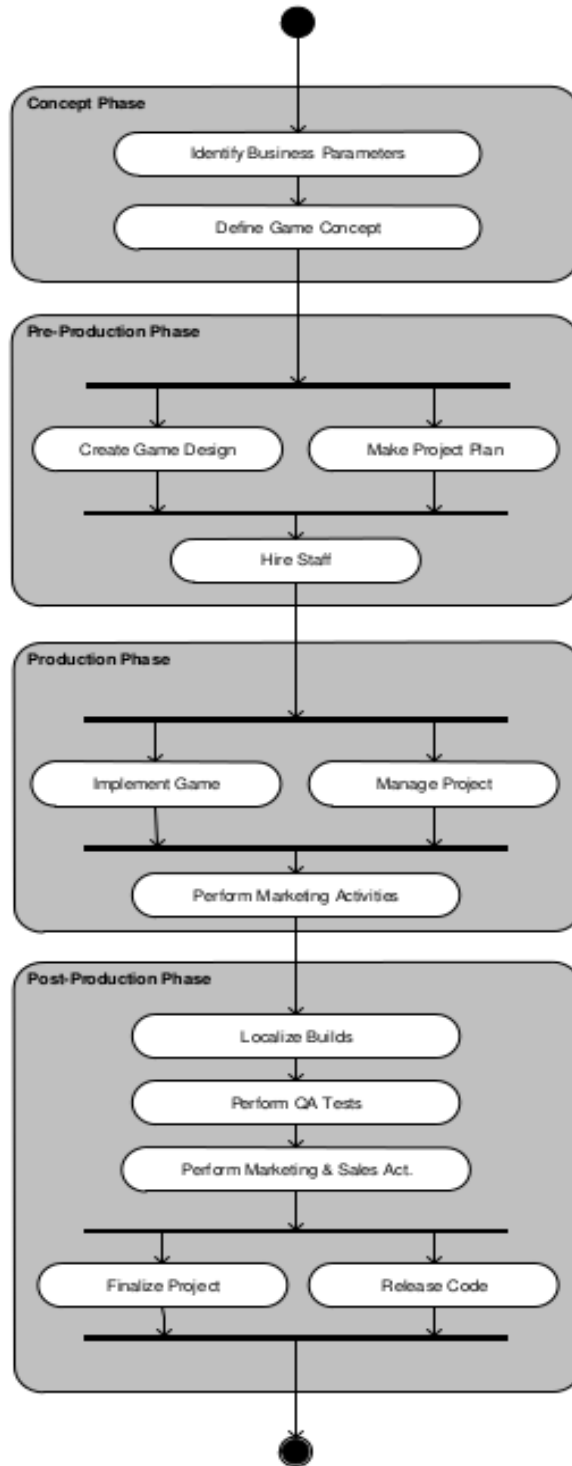 Concept Phase
Identify Business Parameters
Define Game Concept
Pre-Production Phase
Create Game Design
Make Project Plan
Hire Staff
Production Phase
Implement Game
Manage Project
Perform Marketing Activities
Post-Production Phase
Localize Builds
Perform QA Tests
Perform Marketing & Sales Act.
Finalize Project
Release Code